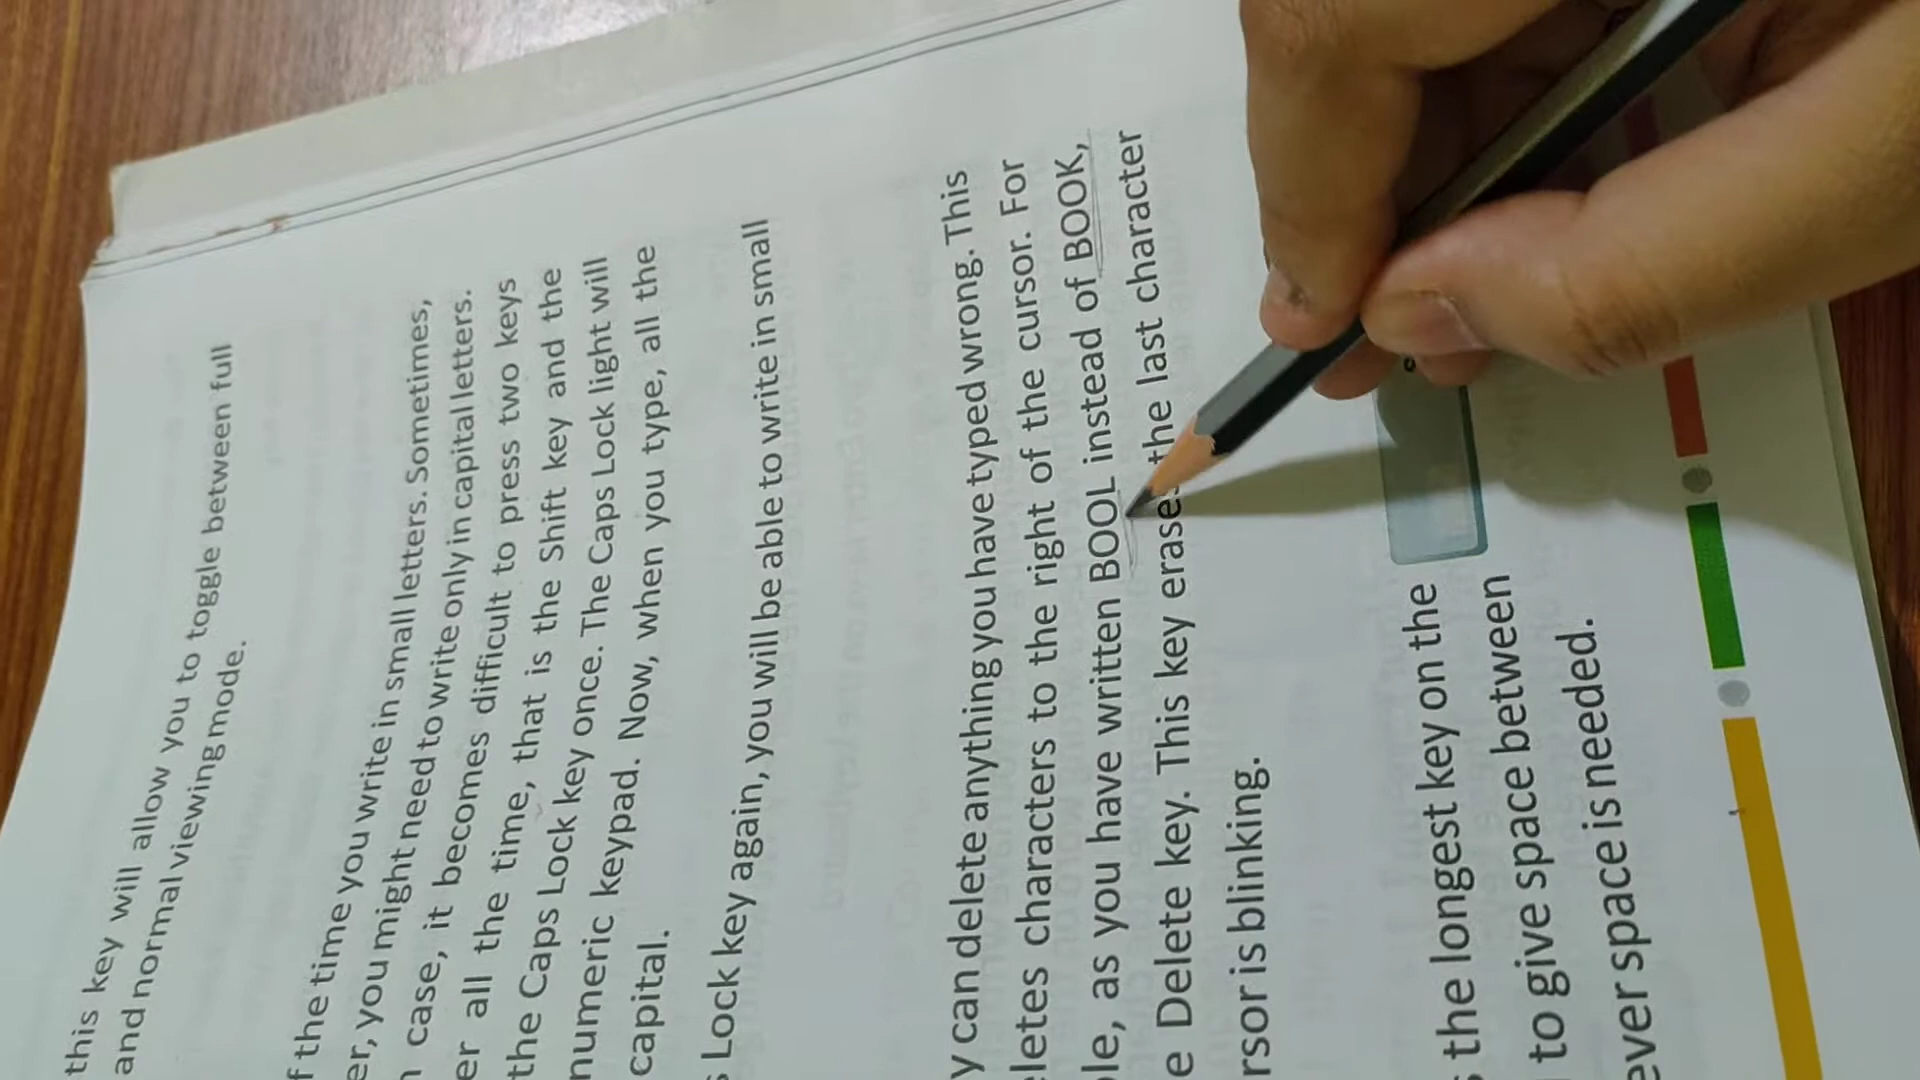 this key will allow you to toggle between full
and normal viewing mode.
f the time you write in small letters. Sometimes,
er, you might need to write only in capital letters.
case, it becomes difficult to press two keys
er all the time, that is the Shift key and the
the Caps Lock key once. The Caps Lock light will
numeric keypad. Now, when you type, all the
capital.
Lock key again, you will be able to write in small
y can delete anything you have typed wrong. This
letes characters to the right of the cursor. For
le, as you have written BOOL instead of BOOK,
e Delete key. This key erases the last character
rsor is blinking.
the longest key on the
to give space between
ever space is needed.